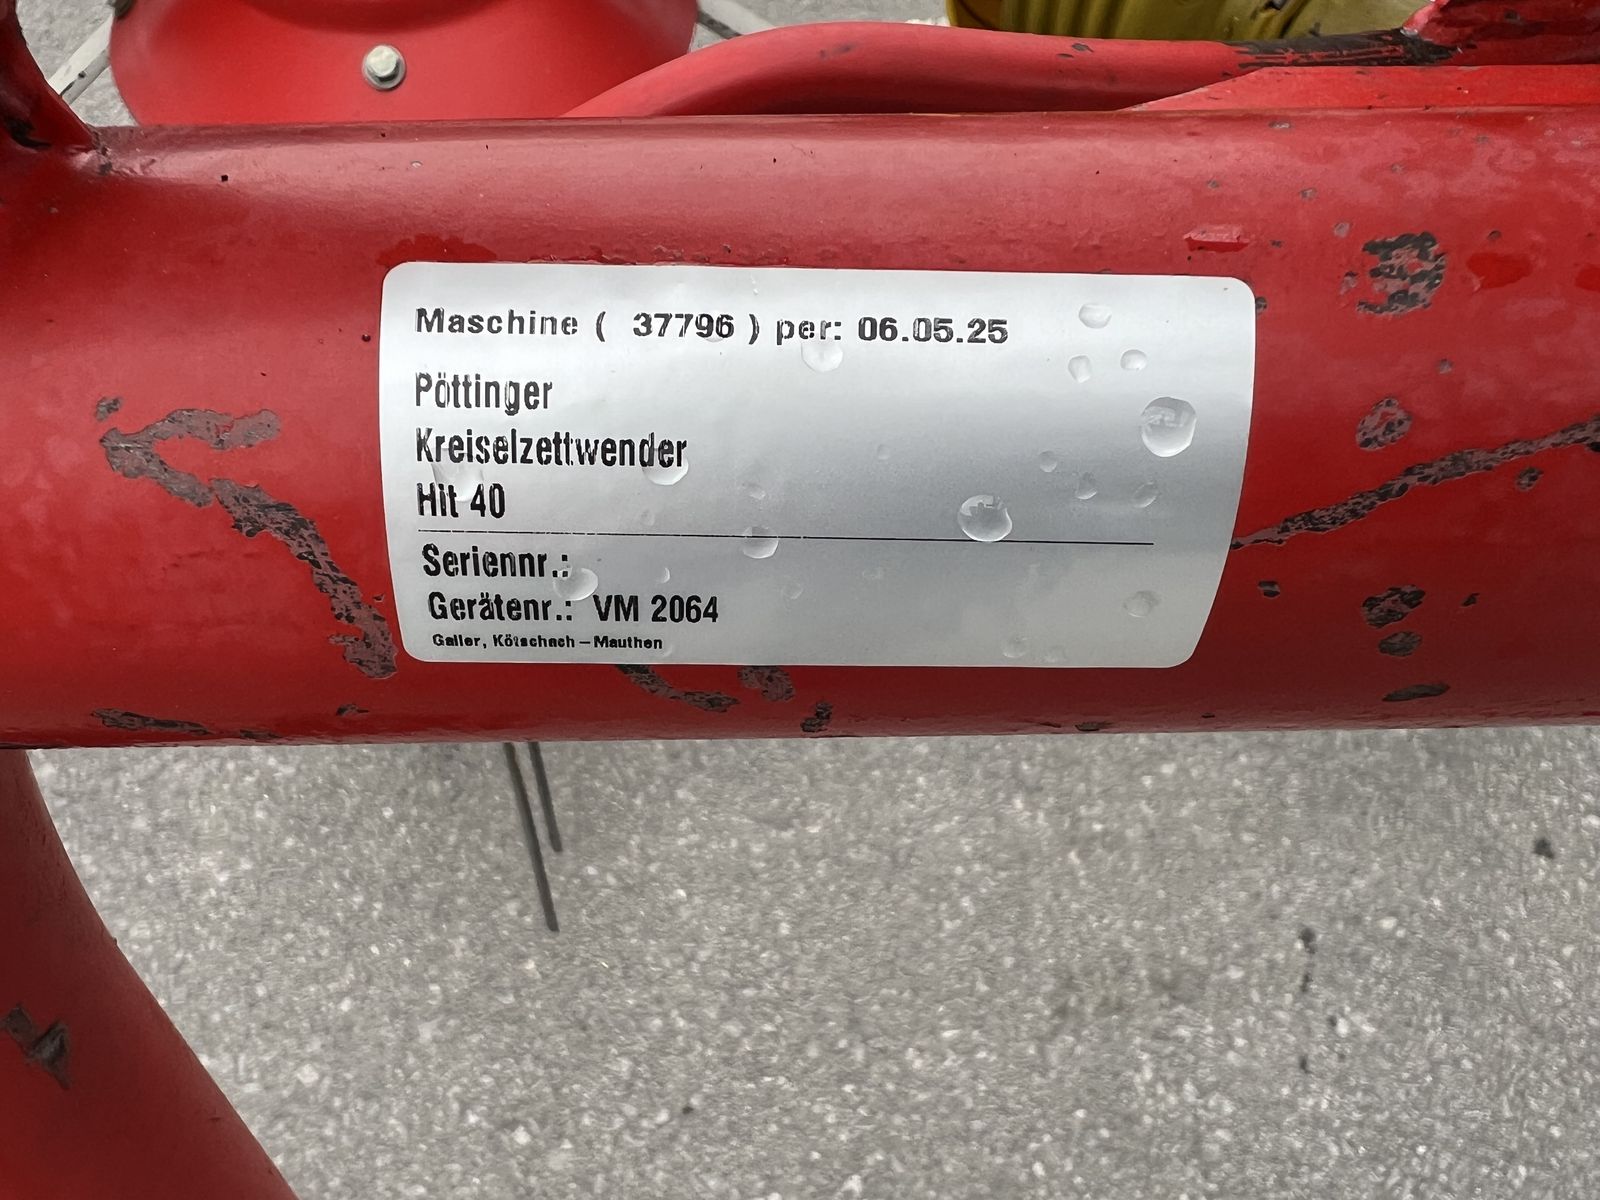 Maschine ( 37796 ) per: 06.05.25
Pöttinger
Kreiselzettwender
Hit 40
Seriennr.:
Gerätenr.: VM 2064
Galler, Kötschach – Mauthen